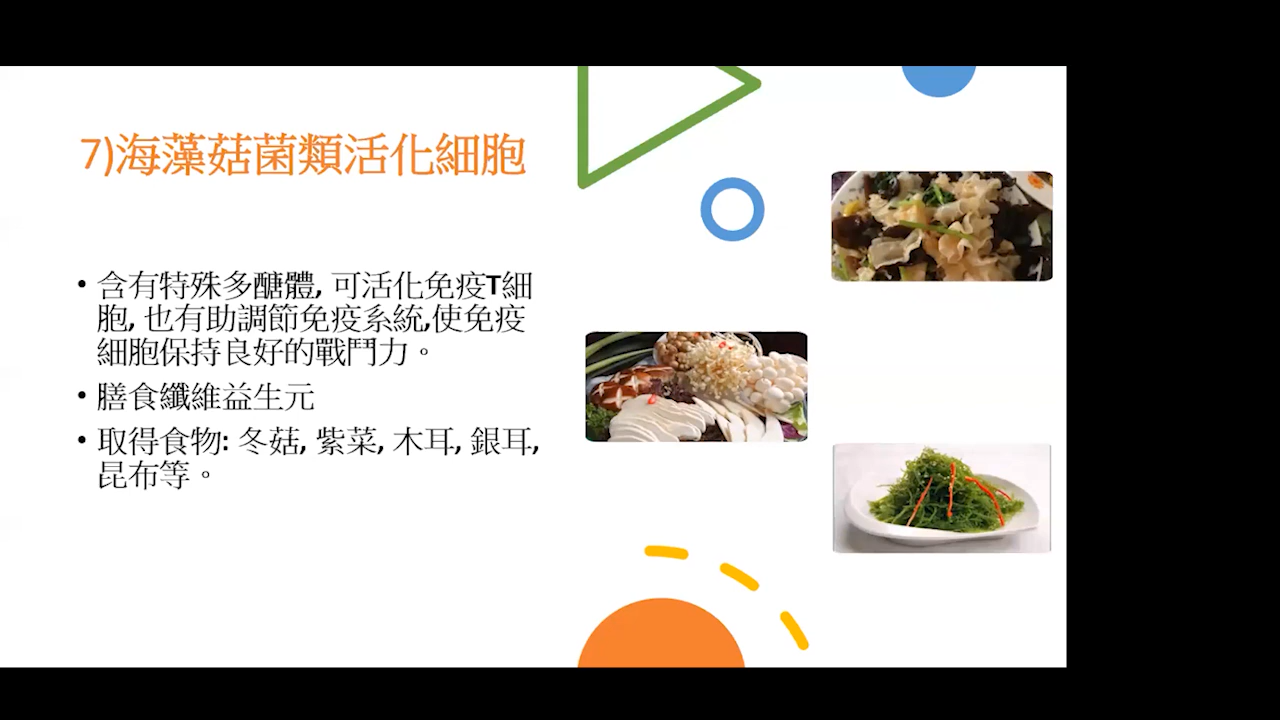 7)海藻菇菌類活化細胞
• 含有特殊多醣體, 可活化免疫T細
胞, 也有助調節免疫系統,使免疫
細胞保持良好的戰鬥力。
• 膳食纖維益生元
• 取得食物: 冬菇, 紫菜, 木耳, 銀耳,
昆布等。